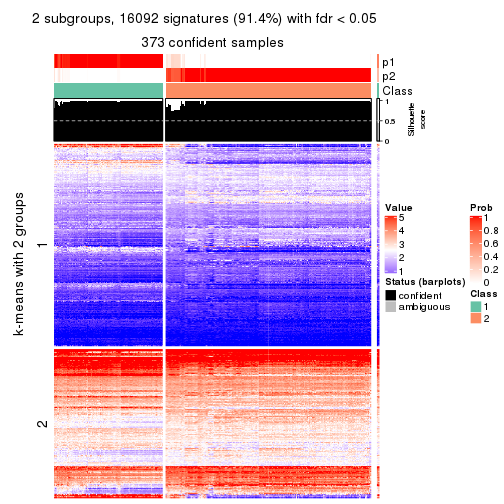 2 subgroups, 16092 signatures (91.4%) with fdr < 0.05
373 confident samples
p1
p2
Class
1
0.5
0
Silhouette
score
k-means with 2 groups
1
2
Value
5
4
3
2
1
Prob
1
0.8
0.6
0.4
0.2
0
Status (barplots)
confident
ambiguous
Class
1
2